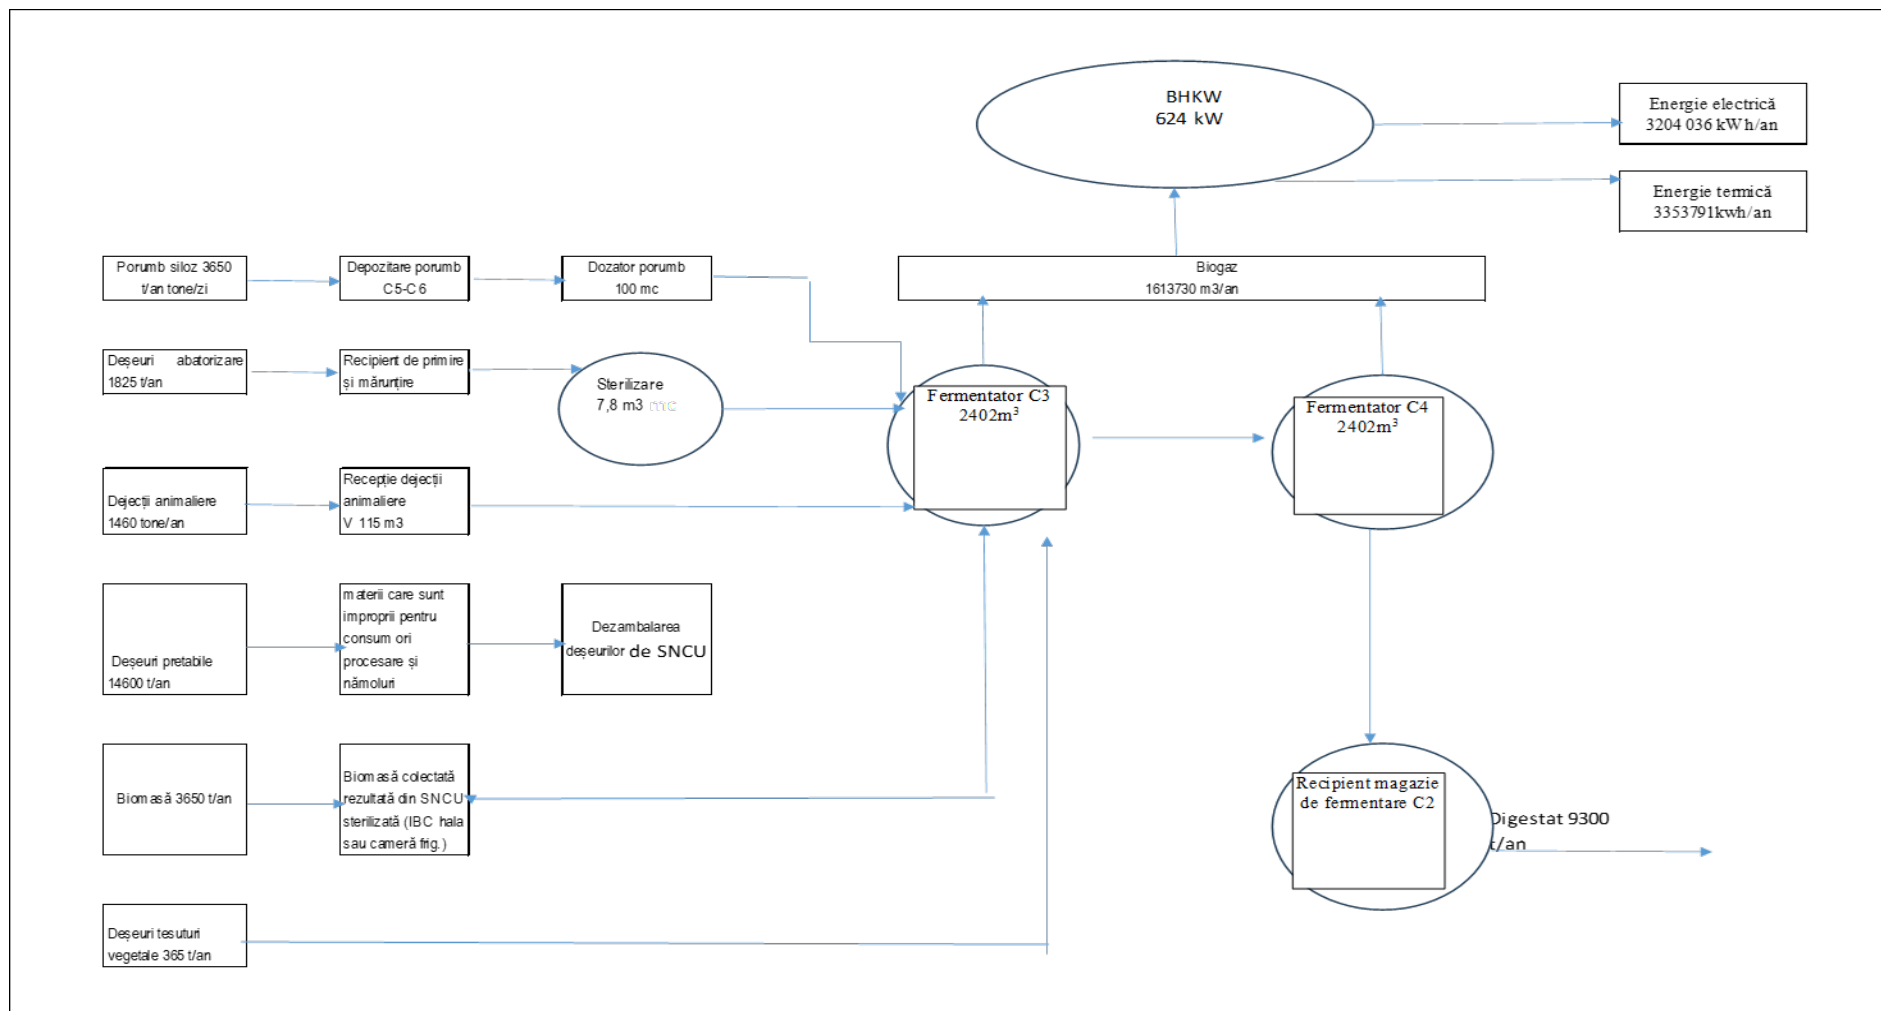 BHKW
624 kW
Energie electrică
3204 036 kWh/an
Energie termică
3353791kwh/an
Porumb siloz 3650
t/an tone/zi
Depozitare porumb
C5-C6
Dozator porumb
100 mc
Biogaz
1613730 m3/an
Deșeuri abatorizare
1825 t/an
Recipient de primire
și mărunțire
Sterilizare
7,8 m3 mc
Fermentator C3
2402m³
Fermentator C4
2402m³
Dejecții animaliere
1460 tone/an
Recepție dejecții
animaliere
V 115 m3
Deșeuri pretabile
14600 t/an
materii care sunt
improprii pentru
consum ori
procesare și
nămoluri
Dezambalarea
deșeurilor de SNCU
Biomasă 3650 t/an
Biomasă colectată
rezultată din SNCU
sterilizată (IBC hala
sau cameră frig.)
Recipient magazie
de fermentare C2
Digestat 9300
t/an
Deșeuri tesuturi
vegetale 365 t/an